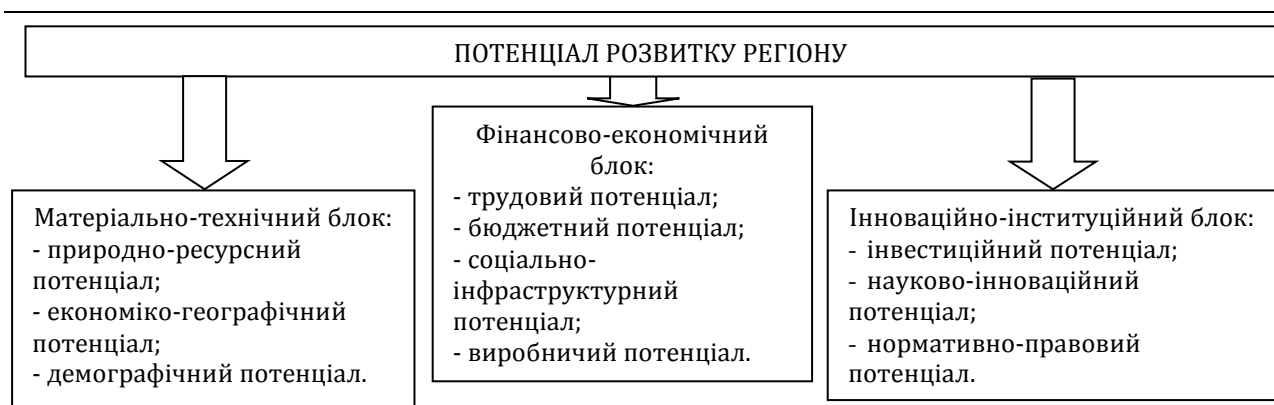 ПОТЕНЦІАЛ РОЗВИТКУ РЕГІОНУ
Матеріально-технічний блок:
- природно-ресурсний
потенціал;
- економіко-географічний
потенціал;
- демографічний потенціал.
Фінансово-економічний
блок:
- трудовий потенціал;
- бюджетний потенціал;
- соціально-
інфраструктурний
потенціал;
- виробничий потенціал.
Інноваційно-інституційний блок:
- інвестиційний потенціал;
- науково-інноваційний
потенціал;
- нормативно-правовий
потенціал.